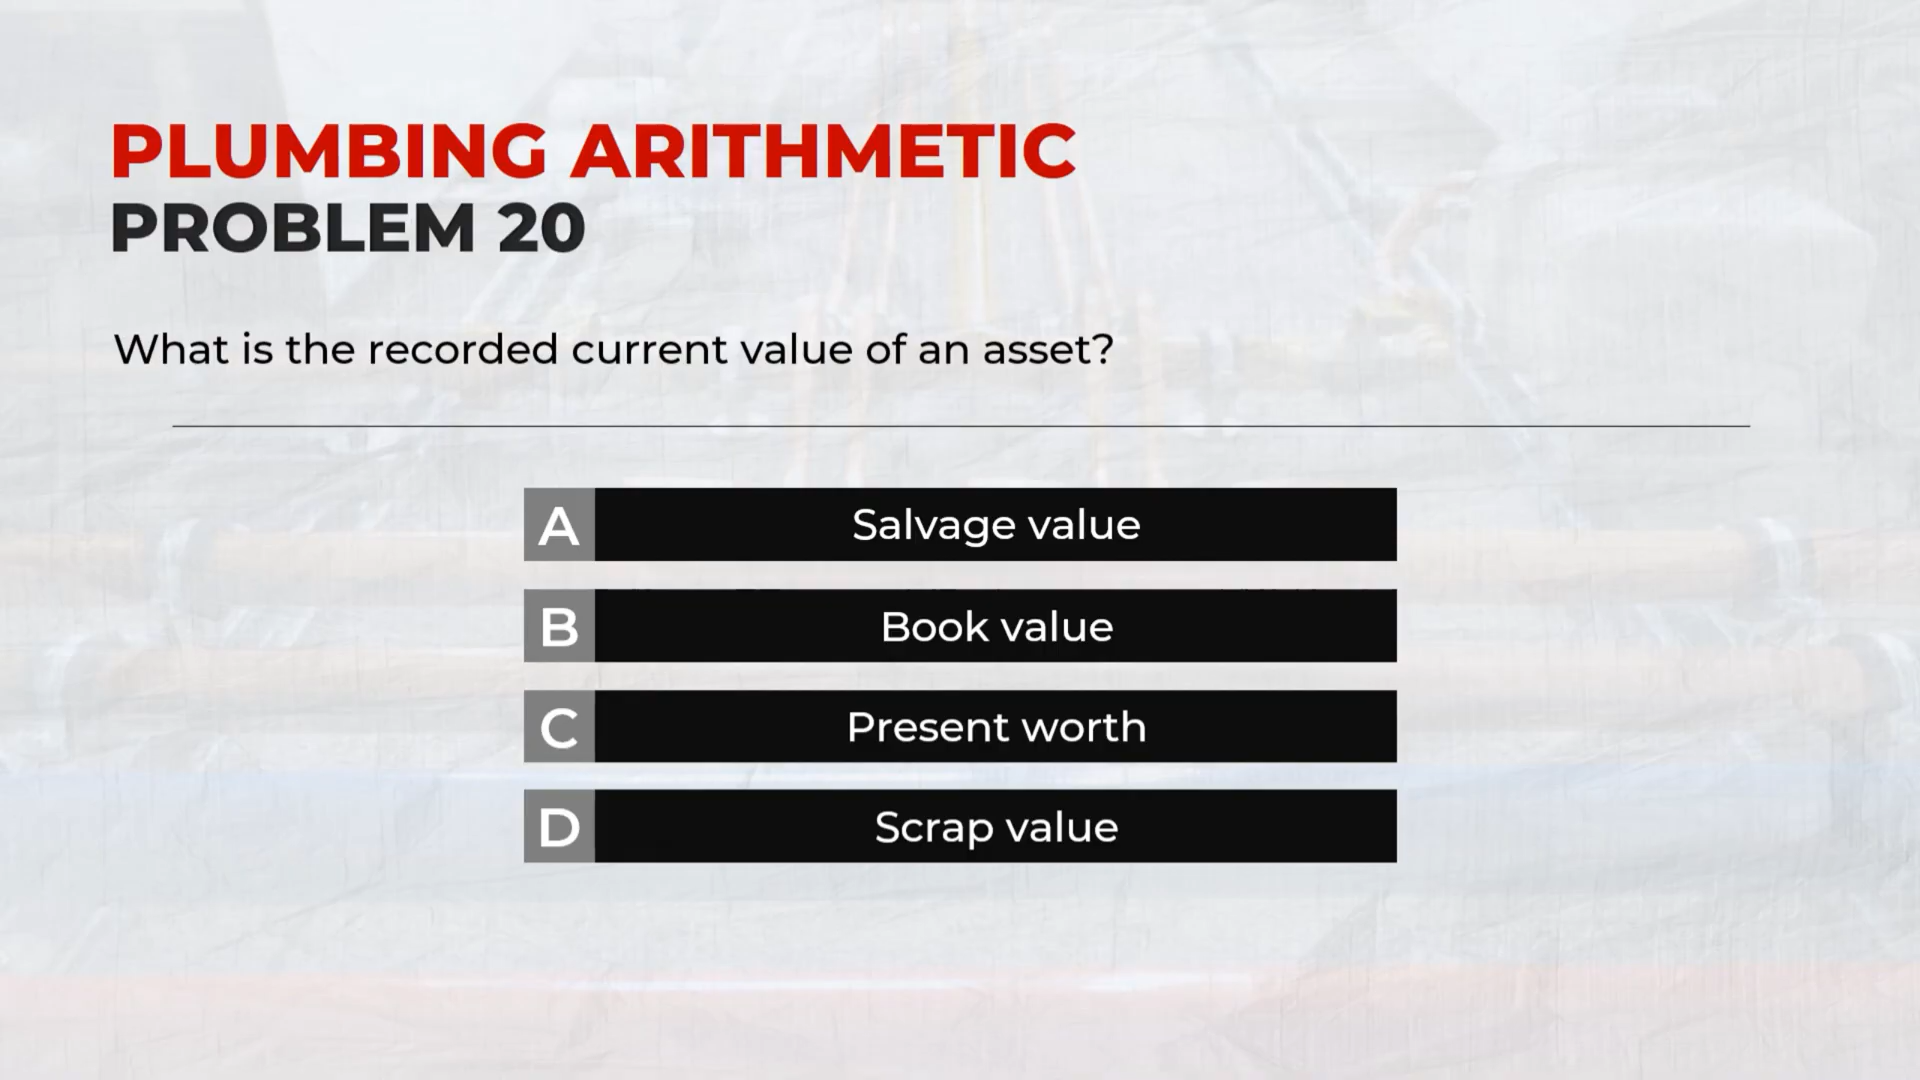 PLUMBING ARITHMETIC
PROBLEM 20
What is the recorded current value of an asset?
A Salvage value
B Book value
C Present worth
D Scrap value